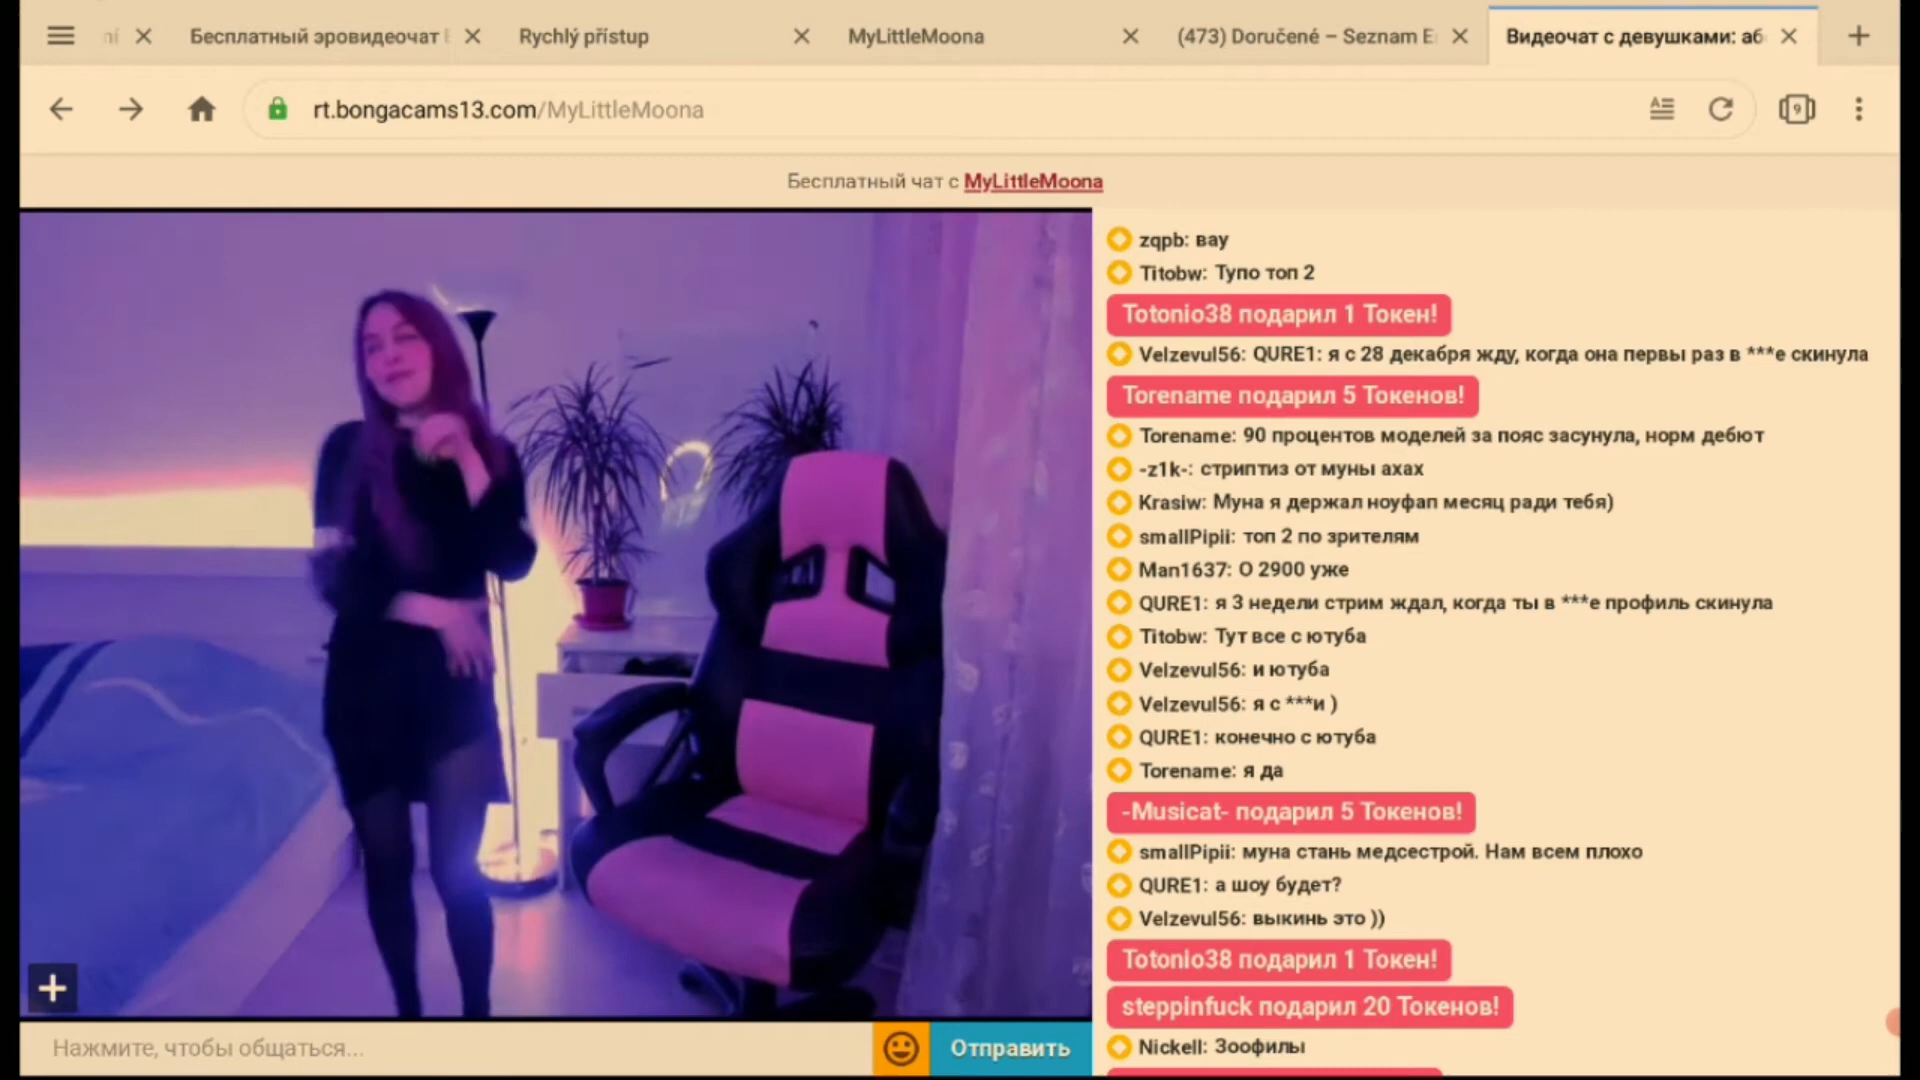 ní
Бесплатный эровидеочат
Rychlý přístup
MyLittleMoona
(473) Doručené – Seznam E
Видеочат с девушками: аб
rt.bongacams13.com/MyLittleMoona
9
Бесплатный чат с MyLittleMoona
zqpb: вау
Titobw: Тупо топ 2
Totonio38 подарил 1 Токен!
Velzevul56: QURE1: я с 28 декабря жду, когда она первы раз в ***е скинула
Torename подарил 5 Токенов!
Torename: 90 процентов моделей за пояс засунула, норм дебют
-z1k-: стриптиз от муны ахах
Krasiw: Муна я держал ноуфап месяц ради тебя)
smallPipii: топ 2 по зрителям
Man1637: О 2900 уже
QURE1: я 3 недели стрим ждал, когда ты в ***е профиль скинула
Titobw: Тут все с ютуба
Velzevul56: и ютуба
Velzevul56: я с ***и )
QURE1: конечно с ютуба
Torename: я да
-Musicat- подарил 5 Токенов!
smallPipii: муна стань медсестрой. Нам всем плохо
QURE1: а шоу будет?
Velzevul56: выкинь это ))
Totonio38 подарил 1 Токен!
steppinfuck подарил 20 Токенов!
Nickell: Зоофилы
Нажмите, чтобы общаться...
Отправить